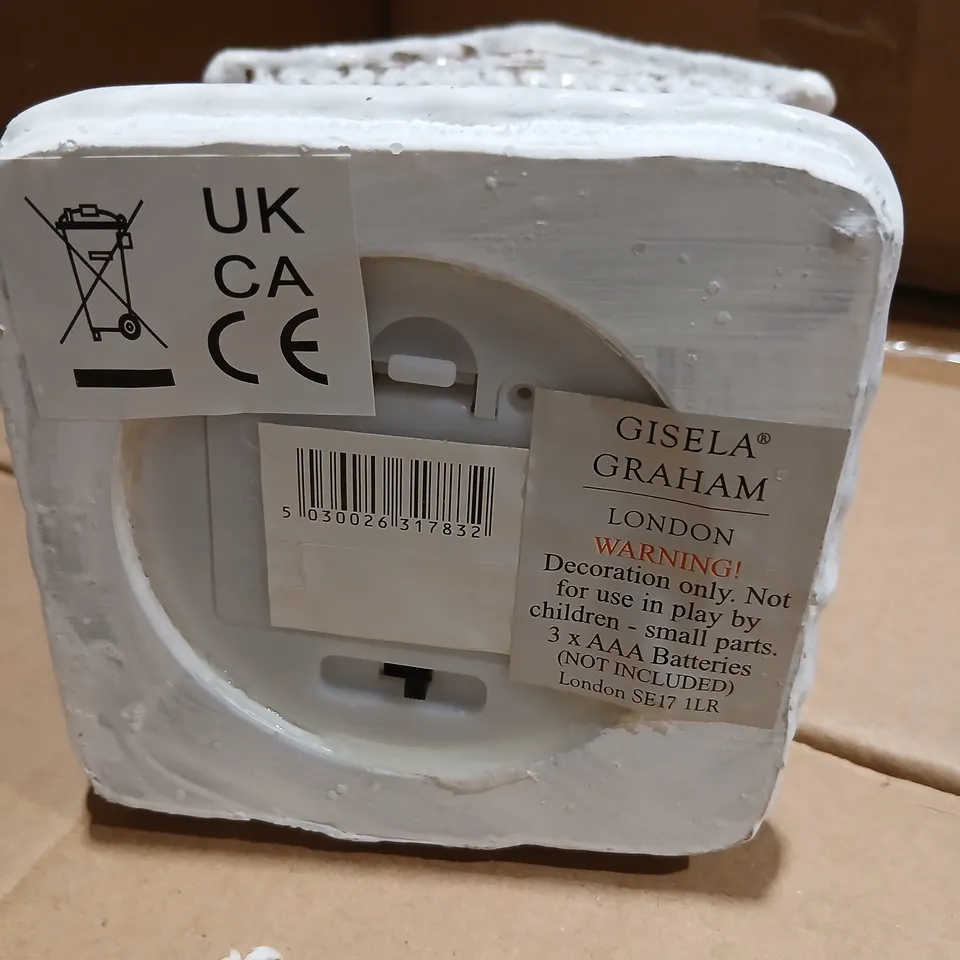 UK
CA
CE
5 030026 317832
GISELA®
GRAHAM
LONDON
WARNING!
Decoration only. Not
for use in play by
children - small parts.
3 x AAA Batteries
(NOT INCLUDED)
London SE17 1LR